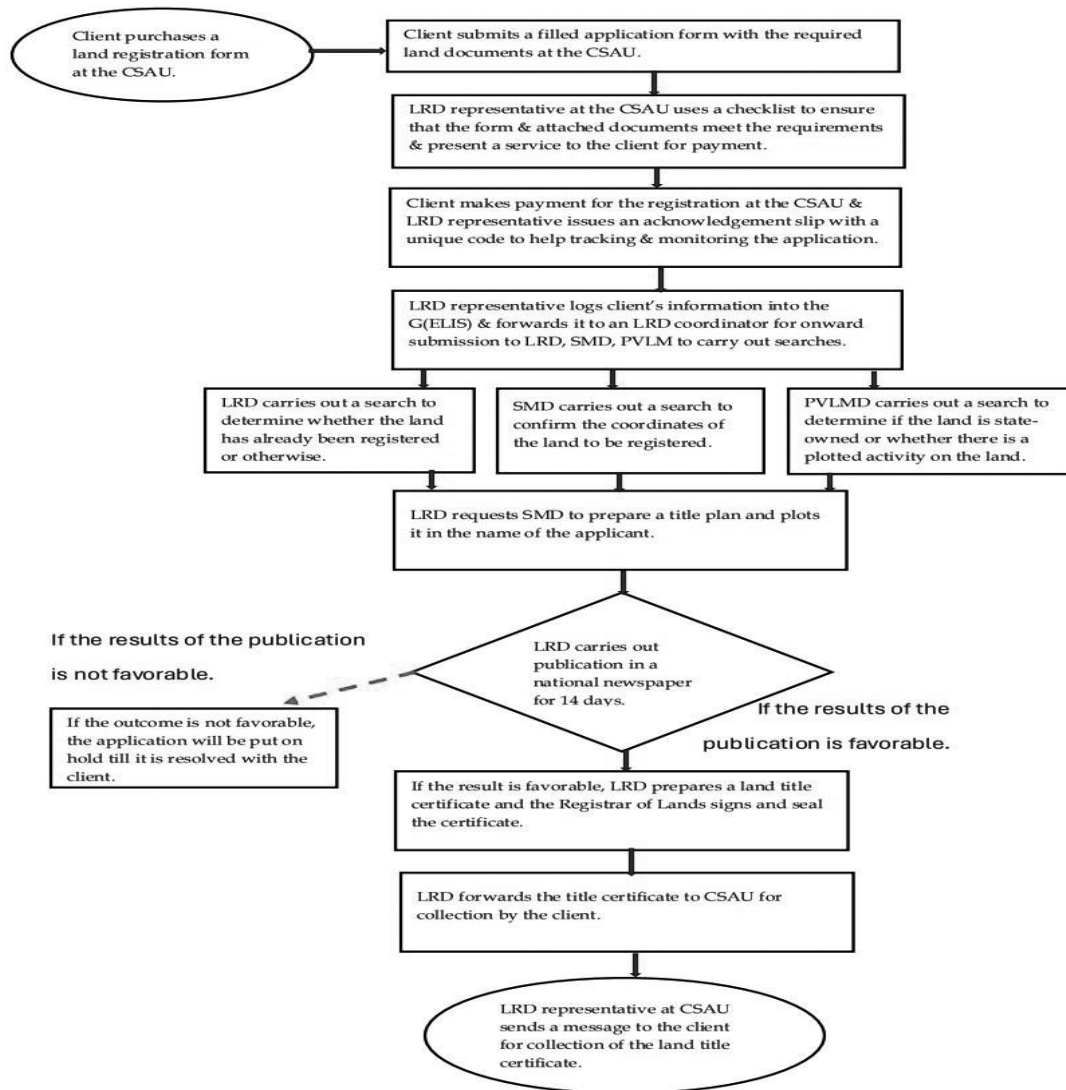 Client purchases a
land registration form
at the CSAU.
Client submits a filled application form with the required
land documents at the CSAU.
LRD representative at the CSAU uses a checklist to ensure
that the form & attached documents meet the requirements
& present a service to the client for payment.
Client makes payment for the registration at the CSAU &
LRD representative issues an acknowledgement slip with a
unique code to help tracking & monitoring the application.
LRD representative logs client's information into the
G(ELIS) & forwards it to an LRD coordinator for onward
submission to LRD, SMD, PVLM to carry out searches.
LRD carries out a search to
determine whether the land
has already been registered
or otherwise.
SMD carries out a search to
confirm the coordinates of
the land to be registered.
PVLMD carries out a search to
determine if the land is state-
owned or whether there is a
plotted activity on the land.
LRD requests SMD to prepare a title plan and plots
it in the name of the applicant.
LRD carries out
publication in a
national newspaper
for 14 days.
If the results of the publication
is not favorable.
If the outcome is not favorable,
the application will be put on
hold till it is resolved with the
client.
If the results of the
publication is favorable.
If the result is favorable, LRD prepares a land title
certificate and the Registrar of Lands signs and seal
the certificate.
LRD forwards the title certificate to CSAU for
collection by the client.
LRD representative at CSAU
sends a message to the client
for collection of the land title
certificate.